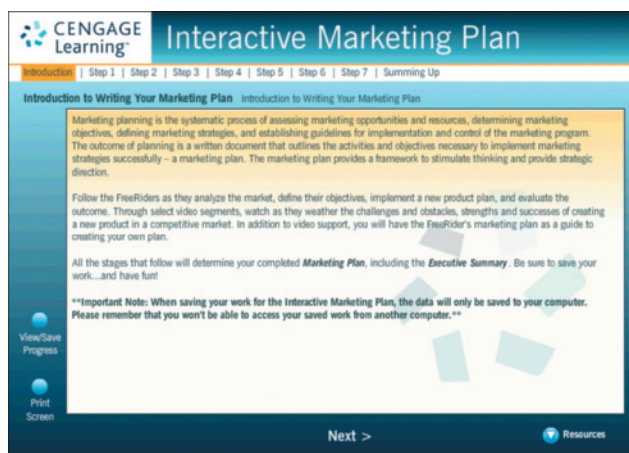 CENGAGE
Learning™
Interactive Marketing Plan
Introduction | Step 1 | Step 2 | Step 3 | Step 4 | Step 5 | Step 6 | Step 7 | Summing Up
Introduction to Writing Your Marketing Plan Introduction to Writing Your Marketing Plan
Marketing planning is the systematic process of assessing marketing opportunities and resources, determining marketing
objectives, defining marketing strategies, and establishing guidelines for implementation and control of the marketing program.
The outcome of planning is a written document that outlines the activities and objectives necessary to implement marketing
strategies successfully – a marketing plan. The marketing plan provides a framework to stimulate thinking and provide strategic
direction.
Follow the FreeRiders as they analyze the market, define their objectives, implement a new product plan, and evaluate the
outcome. Through select video segments, watch as they weather the challenges and obstacles, strengths and successes of creating
a new product in a competitive market. In addition to video support, you will have the FreeRider's marketing plan as a guide to
creating your own plan.
All the stages that follow will determine your completed Marketing Plan, including the Executive Summary. Be sure to save your
work...and have fun!
**Important Note: When saving your work for the Interactive Marketing Plan, the data will only be saved to your computer.
Please remember that you won't be able to access your saved work from another computer.**
View/Save
Progress
Print
Screen
Next >
Resources